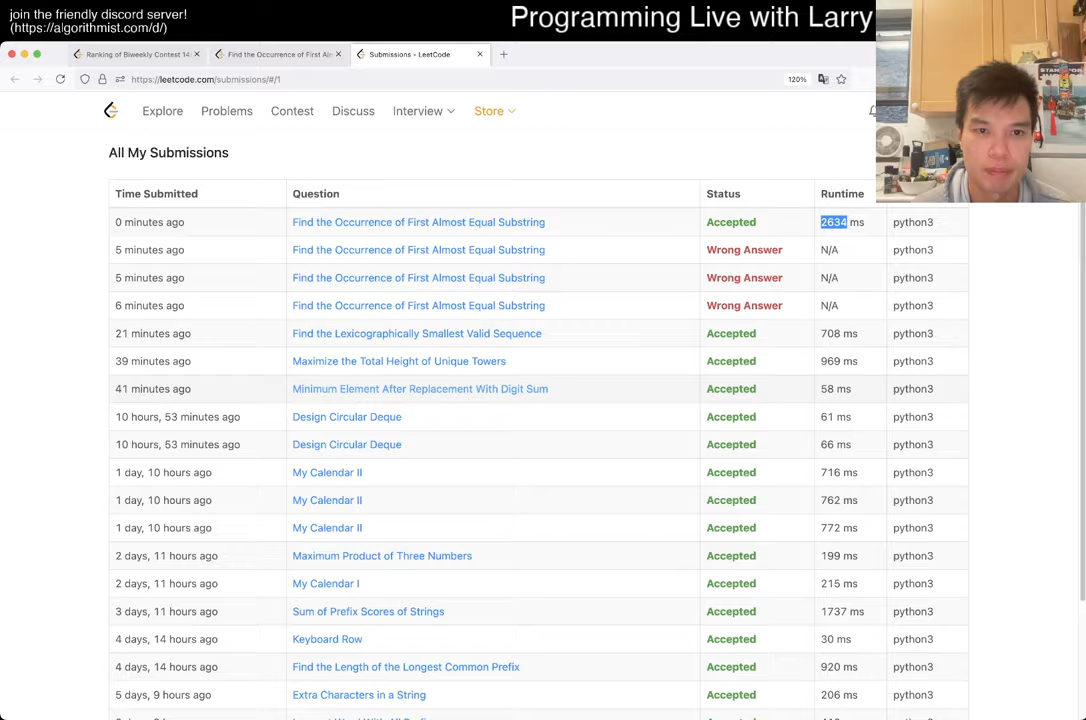 join the friendly discord server!
(https://algorithmist.com/d/)
Programming Live with Larry
Ranking of Biweekly Contest 14
Find the Occurrence of First Alm
Submissions - LeetCode
https://leetcode.com/submissions/#/1
120%
Explore Problems Contest Discuss Interview Store
All My Submissions
Time Submitted Question Status Runtime
0 minutes ago Find the Occurrence of First Almost Equal Substring Accepted 2634 ms python3
5 minutes ago Find the Occurrence of First Almost Equal Substring Wrong Answer N/A python3
5 minutes ago Find the Occurrence of First Almost Equal Substring Wrong Answer N/A python3
6 minutes ago Find the Occurrence of First Almost Equal Substring Wrong Answer N/A python3
21 minutes ago Find the Lexicographically Smallest Valid Sequence Accepted 708 ms python3
39 minutes ago Maximize the Total Height of Unique Towers Accepted 969 ms python3
41 minutes ago Minimum Element After Replacement With Digit Sum Accepted 58 ms python3
10 hours, 53 minutes ago Design Circular Deque Accepted 61 ms python3
10 hours, 53 minutes ago Design Circular Deque Accepted 66 ms python3
1 day, 10 hours ago My Calendar II Accepted 716 ms python3
1 day, 10 hours ago My Calendar II Accepted 762 ms python3
1 day, 10 hours ago My Calendar II Accepted 772 ms python3
2 days, 11 hours ago Maximum Product of Three Numbers Accepted 199 ms python3
2 days, 11 hours ago My Calendar I Accepted 215 ms python3
3 days, 11 hours ago Sum of Prefix Scores of Strings Accepted 1737 ms python3
4 days, 14 hours ago Keyboard Row Accepted 30 ms python3
4 days, 14 hours ago Find the Length of the Longest Common Prefix Accepted 920 ms python3
5 days, 9 hours ago Extra Characters in a String Accepted 206 ms python3